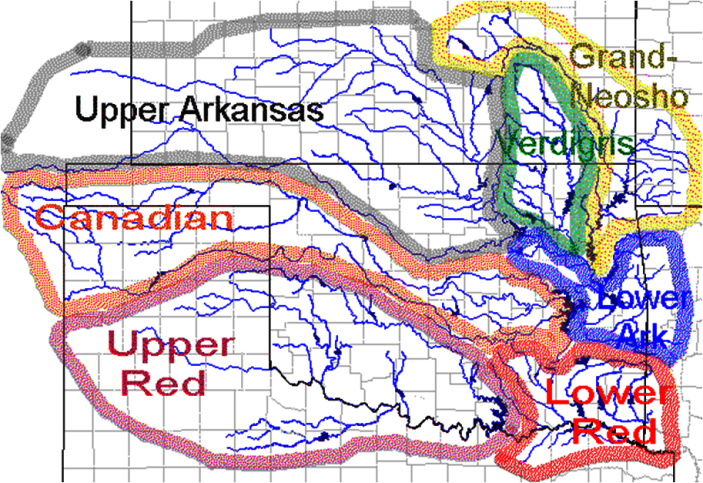 Grand-
Neosho
Upper Arkansas
Verdigris
Canadian
Lower
Ark
Upper
Red
Lower
Red